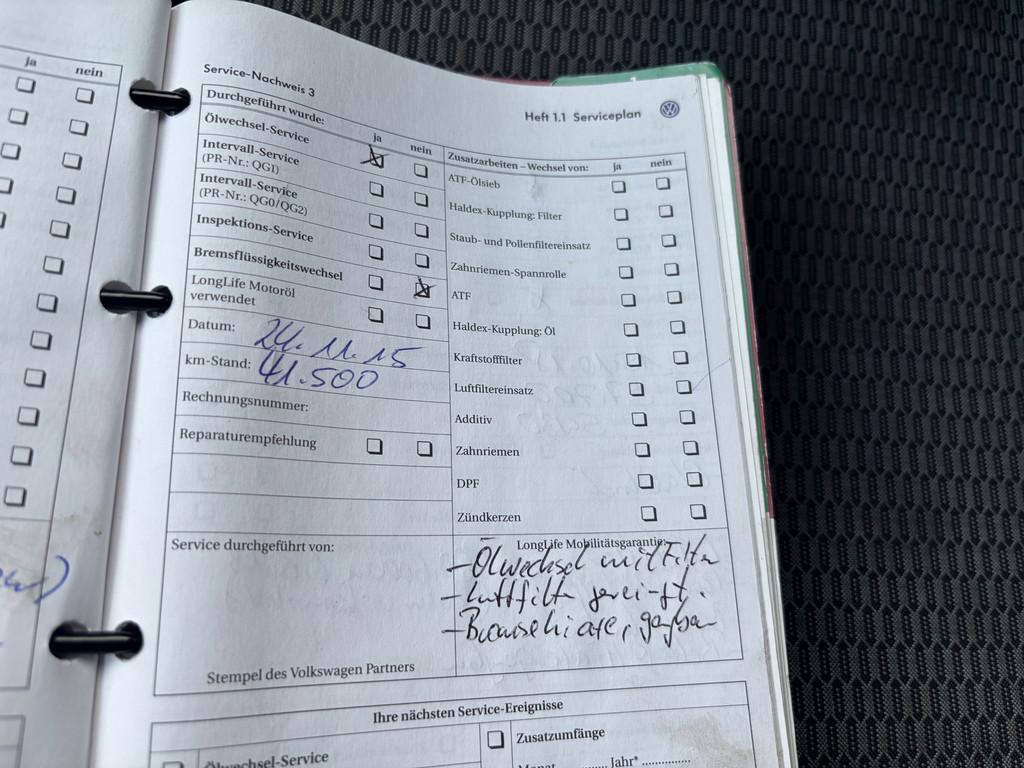 ja nein
Service-Nachweis 3
Heft 1.1 Serviceplan
Durchgeführt wurde: ja nein
Ölwechsel-Service
Intervall-Service
(PR-Nr.: QG1)
Intervall-Service
(PR-Nr.: QG0/QG2)
Inspektions-Service
Bremsflüssigkeitswechsel
LongLife Motoröl
verwendet
Datum: 24.11.15
km-Stand: 41.500
Rechnungsnummer:
Reparaturempfehlung
Zusatzarbeiten – Wechsel von: ja nein
ATF-Ölsieb
Haldex-Kupplung: Filter
Staub- und Pollenfiltereinsatz
Zahnriemen-Spannrolle
ATF
Haldex-Kupplung: Öl
Kraftstofffilter
Luftfiltereinsatz
Additiv
Zahnriemen
DPF
Zündkerzen
Service durchgeführt von:
Stempel des Volkswagen Partners
LongLife Mobilitätsgarantie:
- Ölwechsel mit Filter
- Luftfilter
-
Ihre nächsten Service-Ereignisse
Ölwechsel-Service
Zusatzumfänge
Monat ........... Jahr* ..............